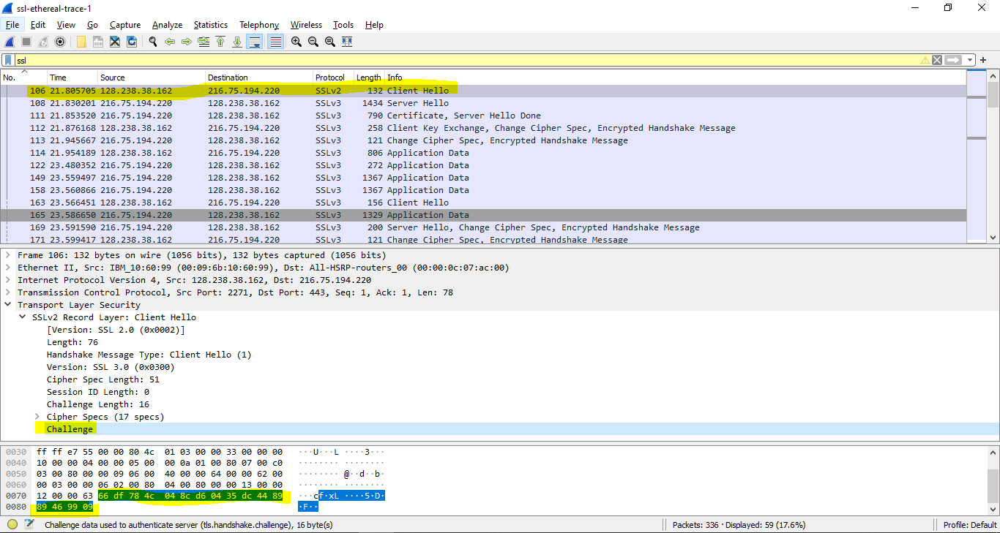 ssl-ethereal-trace-1
File Edit View Go Capture Analyze Statistics Telephony Wireless Tools Help
ssl
No. Time Source Destination Protocol Length Info
106 21.805705 128.238.38.162 216.75.194.220 SSLv2 132 Client Hello
108 21.830201 216.75.194.220 128.238.38.162 SSLv3 1434 Server Hello
111 21.853520 216.75.194.220 128.238.38.162 SSLv3 790 Certificate, Server Hello Done
112 21.876168 128.238.38.162 216.75.194.220 SSLv3 258 Client Key Exchange, Change Cipher Spec, Encrypted Handshake Message
113 21.945667 216.75.194.220 128.238.38.162 SSLv3 121 Change Cipher Spec, Encrypted Handshake Message
114 21.954189 128.238.38.162 216.75.194.220 SSLv3 806 Application Data
122 23.480352 216.75.194.220 128.238.38.162 SSLv3 272 Application Data
149 23.559497 216.75.194.220 128.238.38.162 SSLv3 1367 Application Data
158 23.560866 216.75.194.220 128.238.38.162 SSLv3 1367 Application Data
163 23.566451 128.238.38.162 216.75.194.220 SSLv3 156 Client Hello
165 23.586650 216.75.194.220 128.238.38.162 SSLv3 1329 Application Data
169 23.591590 216.75.194.220 128.238.38.162 SSLv3 200 Server Hello, Change Cipher Spec, Encrypted Handshake Message
171 23.599417 128.238.38.162 216.75.194.220 SSLv3 121 Change Cipher Spec, Encrypted Handshake Message
Frame 106: 132 bytes on wire (1056 bits), 132 bytes captured (1056 bits)
Ethernet II, Src: IBM_10:60:99 (00:09:6b:10:60:99), Dst: All-HSRP-routers_00 (00:00:0c:07:ac:00)
Internet Protocol Version 4, Src: 128.238.38.162, Dst: 216.75.194.220
Transmission Control Protocol, Src Port: 2271, Dst Port: 443, Seq: 1, Ack: 1, Len: 78
Transport Layer Security
SSLv2 Record Layer: Client Hello
[Version: SSL 2.0 (0x0002)]
Length: 76
Handshake Message Type: Client Hello (1)
Version: SSL 3.0 (0x0300)
Cipher Spec Length: 51
Session ID Length: 0
Challenge Length: 16
Cipher Specs (17 specs)
Challenge
0030 ff ff e7 55 00 00 80 4c 01 03 00 00 33 00 00 00 ···U···L ····3···
0040 10 00 00 04 00 00 05 00 00 0a 01 00 80 07 00 c0 ········ ········
0050 03 00 80 00 00 09 06 00 40 00 00 64 00 00 62 00 ········ @··d··b·
0060 00 03 00 00 06 02 00 80 04 00 80 00 00 13 00 00 ········ ········
0070 12 00 00 63 66 df 78 4c 04 8c d6 04 35 dc 44 89 ···cf·xL ····5·D·
0080 89 46 99 09 ·F··
Challenge data used to authenticate server (tls.handshake.challenge), 16 byte(s) Packets: 336 · Displayed: 59 (17.6%) Profile: Default